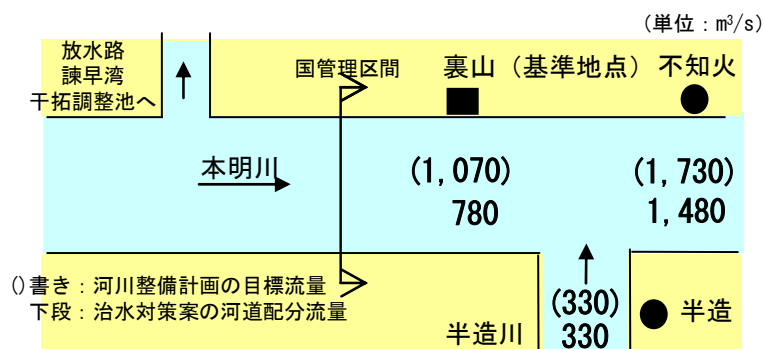 (単位：m³/s)
放水路
諫早湾
干拓調整池へ
国管理区間
裏山（基準地点）
不知火
本明川
(1,070)
780
(1,730)
1,480
()書き：河川整備計画の目標流量
下段：治水対策案の河道配分流量
半造川
(330)
330
半造